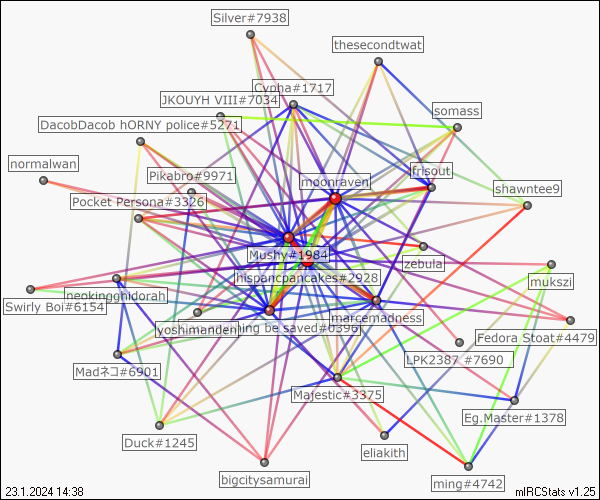 Silver#7938
thesecondtwat
Cypha#1717
JKOUYH VIII#7034
somass
DacobDacob hORNY police#5271
normalwan
Pikabro#9971
frisout
moonraven
shawntee9
Pocket Persona#3326
Mushy#1984
zebula
hispancpancakes#2928
mukszi
neokingghidorah
Swirly Boi#6154
marcemadness
yoshimandenn
ing be saved#0396
Fedora Stoat#4479
LPK2387 #7690
Madネコ#6901
Majestic#3375
Eg.Master#1378
Duck#1245
eliakith
bigcitysamurai
ming#4742
23.1.2024 14:38
mIRCStats v1.25